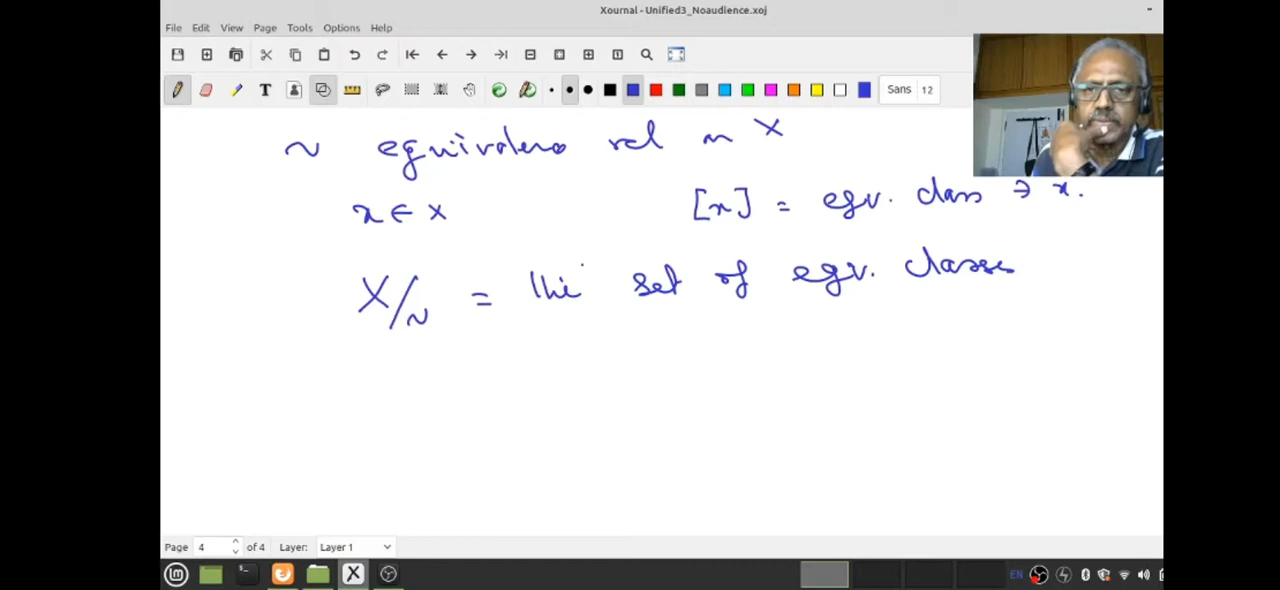 Xournal - Unified3_Noaudience.xoj
File Edit View Page Tools Options Help
Sans 12
~ equivalence rel on X
x ∈ X [x] = eqv. class ∋ x.
X/~ = the set of eqv. classes
Page 4 of 4 Layer: Layer 1
EN